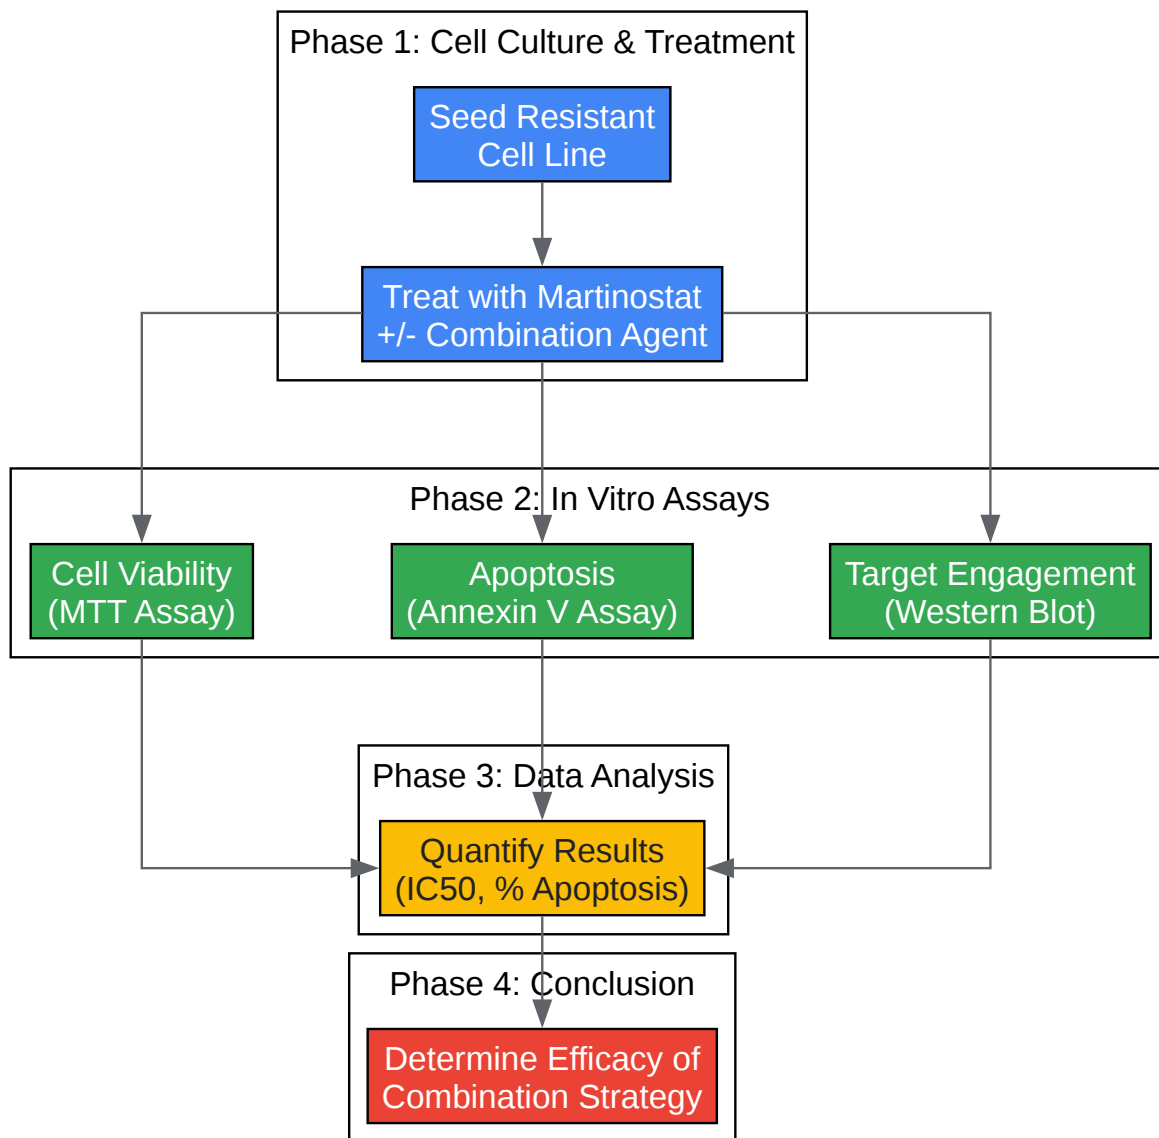 Phase 1: Cell Culture & Treatment
Seed Resistant
Cell Line
Treat with Martinostat
+/- Combination Agent
Phase 2: In Vitro Assays
Cell Viability
(MTT Assay)
Apoptosis
(Annexin V Assay)
Target Engagement
(Western Blot)
Phase 3: Data Analysis
Quantify Results
(IC50, % Apoptosis)
Phase 4: Conclusion
Determine Efficacy of
Combination Strategy